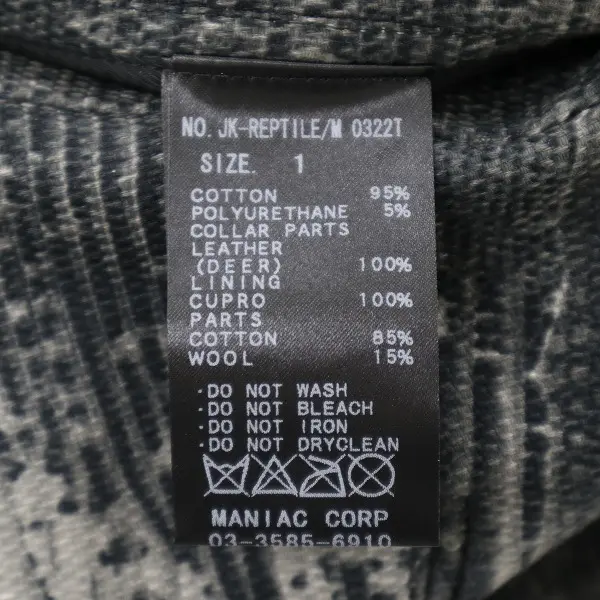 NO. JK-REPTILE/M 0322T
SIZE. 1
COTTON 95%
POLYURETHANE 5%
COLLAR PARTS
LEATHER
(DEER) 100%
LINING
CUPRO 100%
PARTS
COTTON 85%
WOOL 15%
·DO NOT WASH
·DO NOT BLEACH
·DO NOT IRON
·DO NOT DRYCLEAN
MANIAC CORP
03-3585-6910